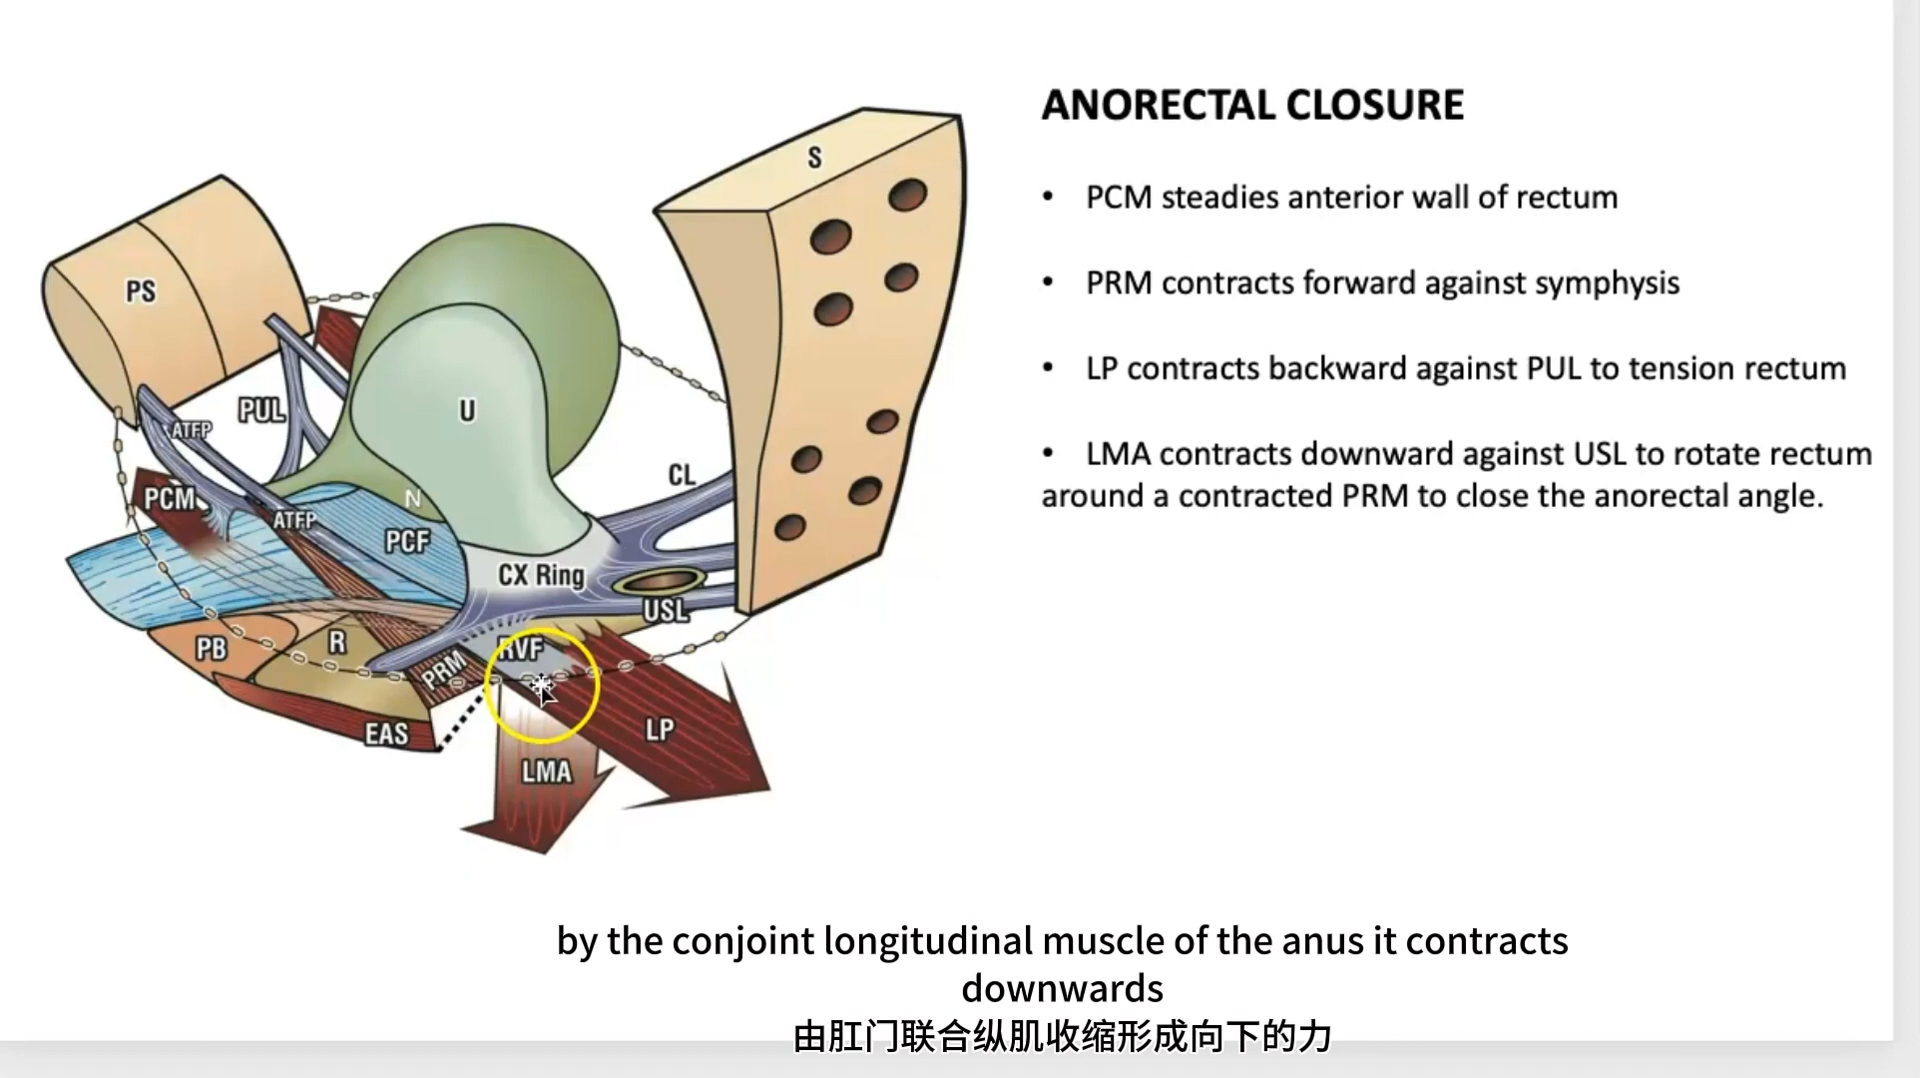 S
PS
U
PUL
ATFP
CL
PCM
N
ATFP
PCF
CX Ring
USL
PB
R
RVF
PRM
EAS
LP
LMA
ANORECTAL CLOSURE
• PCM steadies anterior wall of rectum
• PRM contracts forward against symphysis
• LP contracts backward against PUL to tension rectum
• LMA contracts downward against USL to rotate rectum
around a contracted PRM to close the anorectal angle.
by the conjoint longitudinal muscle of the anus it contracts
downwards
由肛门联合纵肌收缩形成向下的力